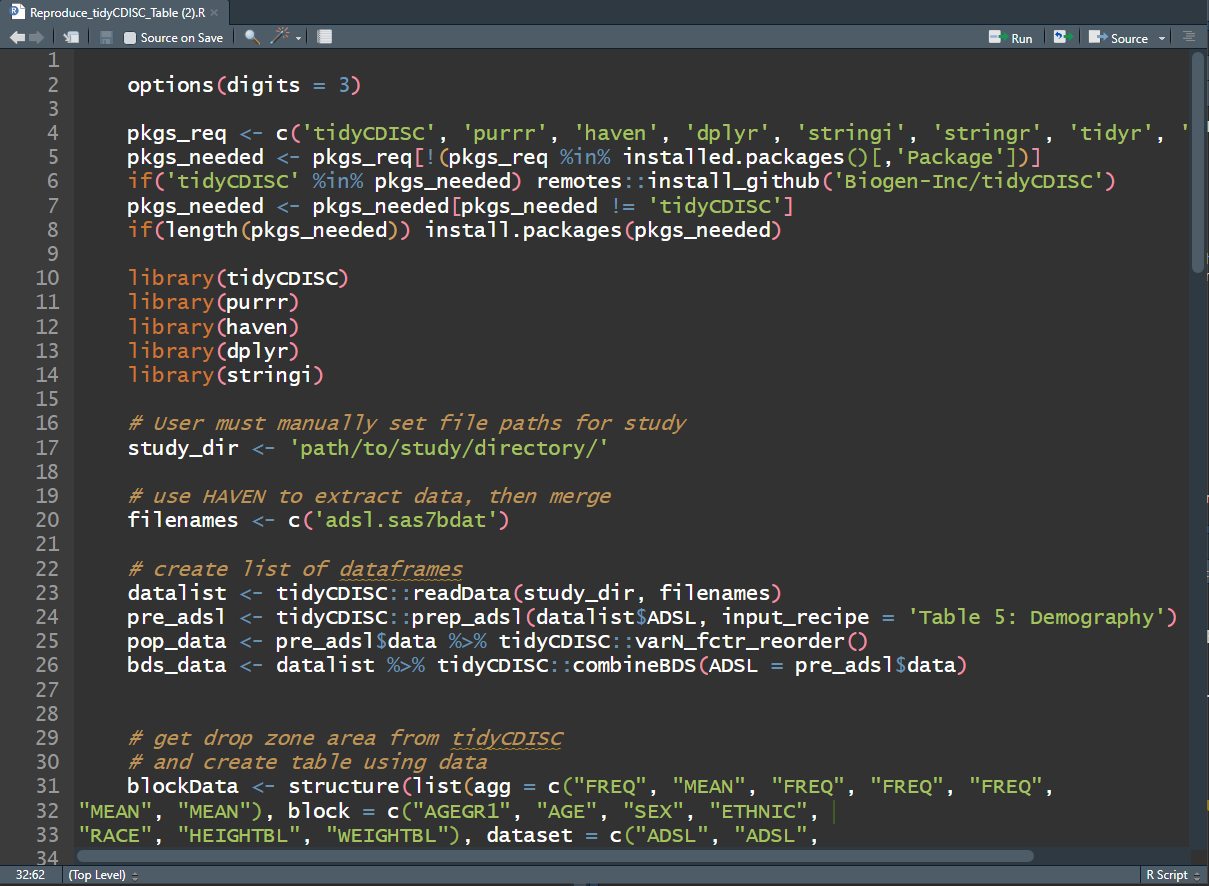 Reproduce_tidyCDISC_Table (2).R
Source on Save
Run
Source
1
2 options(digits = 3)
3
4 pkgs_req <- c('tidyCDISC', 'purrr', 'haven', 'dplyr', 'stringi', 'stringr', 'tidyr', '
5 pkgs_needed <- pkgs_req[!(pkgs_req %in% installed.packages()[,'Package'])]
6 if('tidyCDISC' %in% pkgs_needed) remotes::install_github('Biogen-Inc/tidyCDISC')
7 pkgs_needed <- pkgs_needed[pkgs_needed != 'tidyCDISC']
8 if(length(pkgs_needed)) install.packages(pkgs_needed)
9
10 library(tidyCDISC)
11 library(purrr)
12 library(haven)
13 library(dplyr)
14 library(stringi)
15
16 # User must manually set file paths for study
17 study_dir <- 'path/to/study/directory/'
18
19 # use HAVEN to extract data, then merge
20 filenames <- c('adsl.sas7bdat')
21
22 # create list of dataframes
23 datalist <- tidyCDISC::readData(study_dir, filenames)
24 pre_adsl <- tidyCDISC::prep_adsl(datalist$ADSL, input_recipe = 'Table 5: Demography')
25 pop_data <- pre_adsl$data %>% tidyCDISC::varN_fctr_reorder()
26 bds_data <- datalist %>% tidyCDISC::combineBDS(ADSL = pre_adsl$data)
27
28
29 # get drop zone area from tidyCDISC
30 # and create table using data
31 blockData <- structure(list(agg = c("FREQ", "MEAN", "FREQ", "FREQ", "FREQ",
32 "MEAN", "MEAN"), block = c("AGEGR1", "AGE", "SEX", "ETHNIC",
33 "RACE", "HEIGHTBL", "WEIGHTBL"), dataset = c("ADSL", "ADSL",
34
32:62 (Top Level) R Script